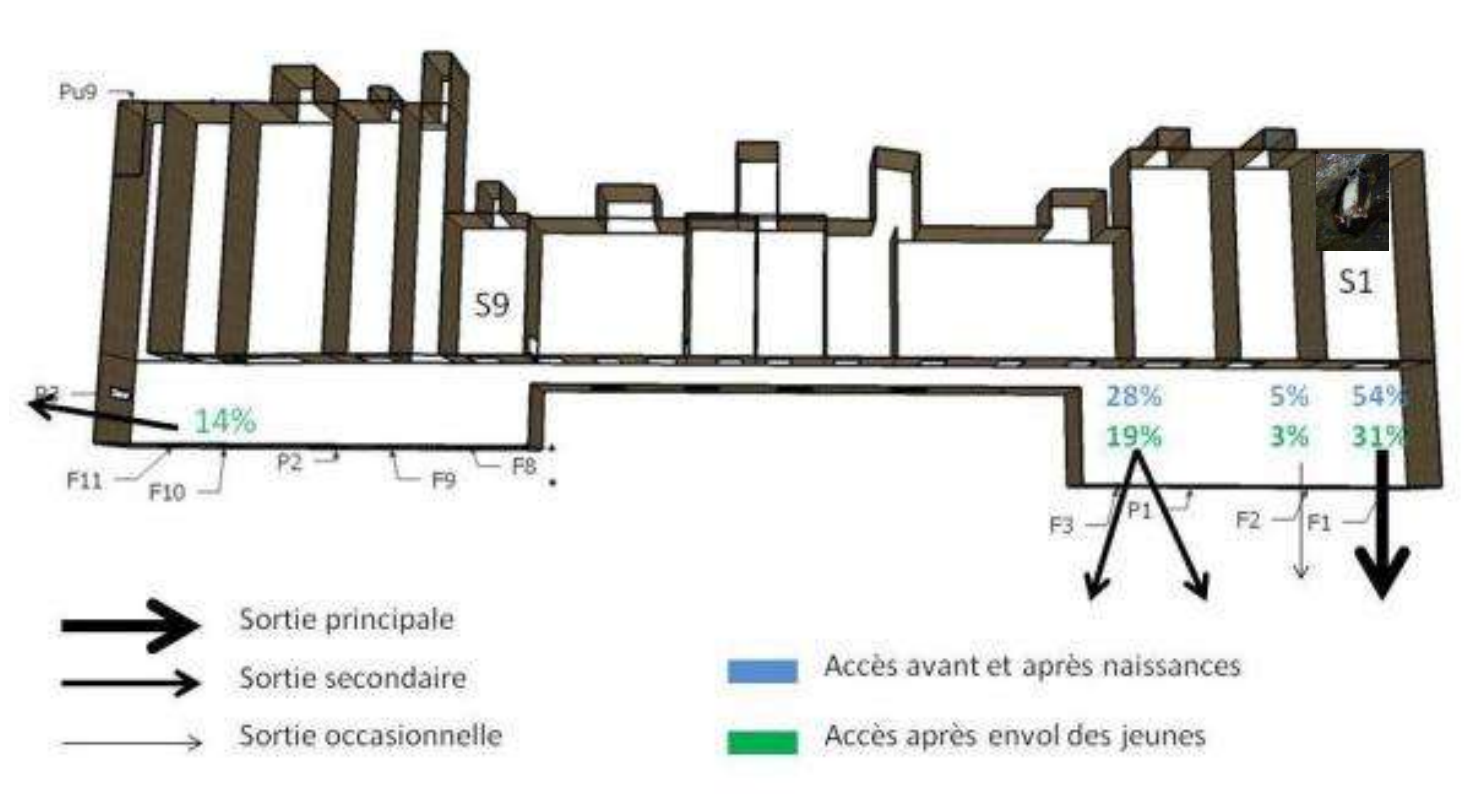 Pu9
S9
S1
P3
28% 5% 54%
14%
19% 3% 31%
F11
F10
P2
F9
F8
F3
P1
F2
F1
Sortie principale
Sortie secondaire
Sortie occasionnelle
Accès avant et après naissances
Accès après envol des jeunes